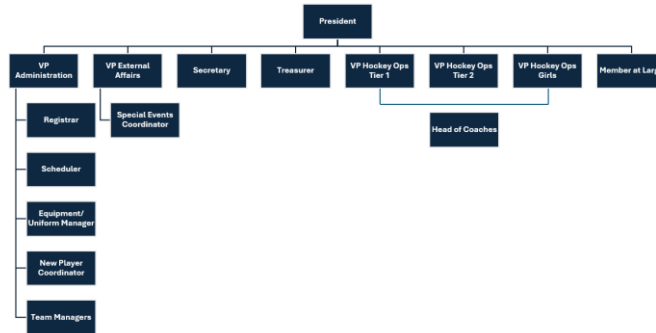 President
VP
Administration
VP External
Affairs
Secretary
Treasurer
VP Hockey Ops
Tier 1
VP Hockey Ops
Tier 2
VP Hockey Ops
Girls
Member at Larg
Registrar
Special Events
Coordinator
Head of Coaches
Scheduler
Equipment/
Uniform Manager
New Player
Coordinator
Team Managers